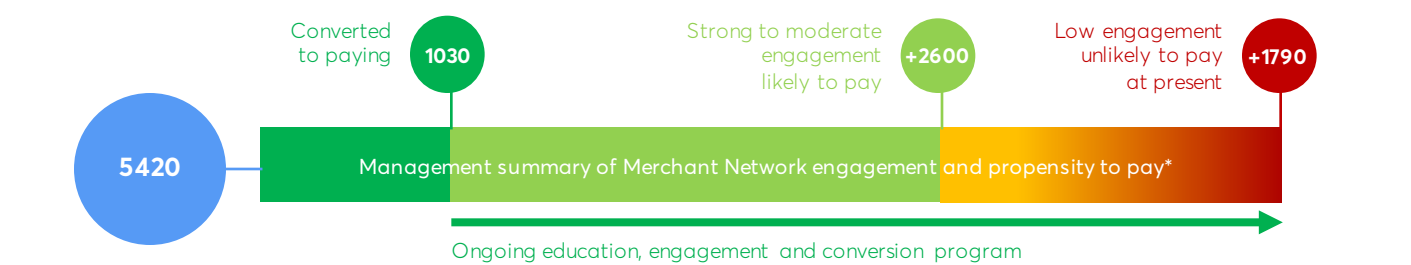 Converted
to paying
1030
Strong to moderate
engagement
likely to pay
+2600
Low engagement
unlikely to pay
at present
+1790
5420
Management summary of Merchant Network engagement and propensity to pay*
Ongoing education, engagement and conversion program